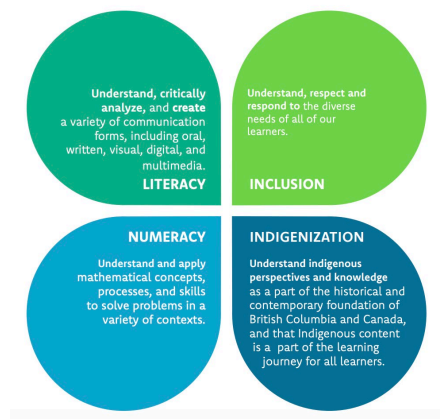 Understand, critically
analyze, and create
a variety of communication
forms, including oral,
written, visual, digital, and
multimedia.
LITERACY
Understand, respect and
respond to the diverse
needs of all of our
learners.
INCLUSION
NUMERACY
Understand and apply
mathematical concepts,
processes, and skills
to solve problems in a
variety of contexts.
INDIGENIZATION
Understand indigenous
perspectives and knowledge
as a part of the historical and
contemporary foundation of
British Columbia and Canada,
and that Indigenous content
is a part of the learning
journey for all learners.